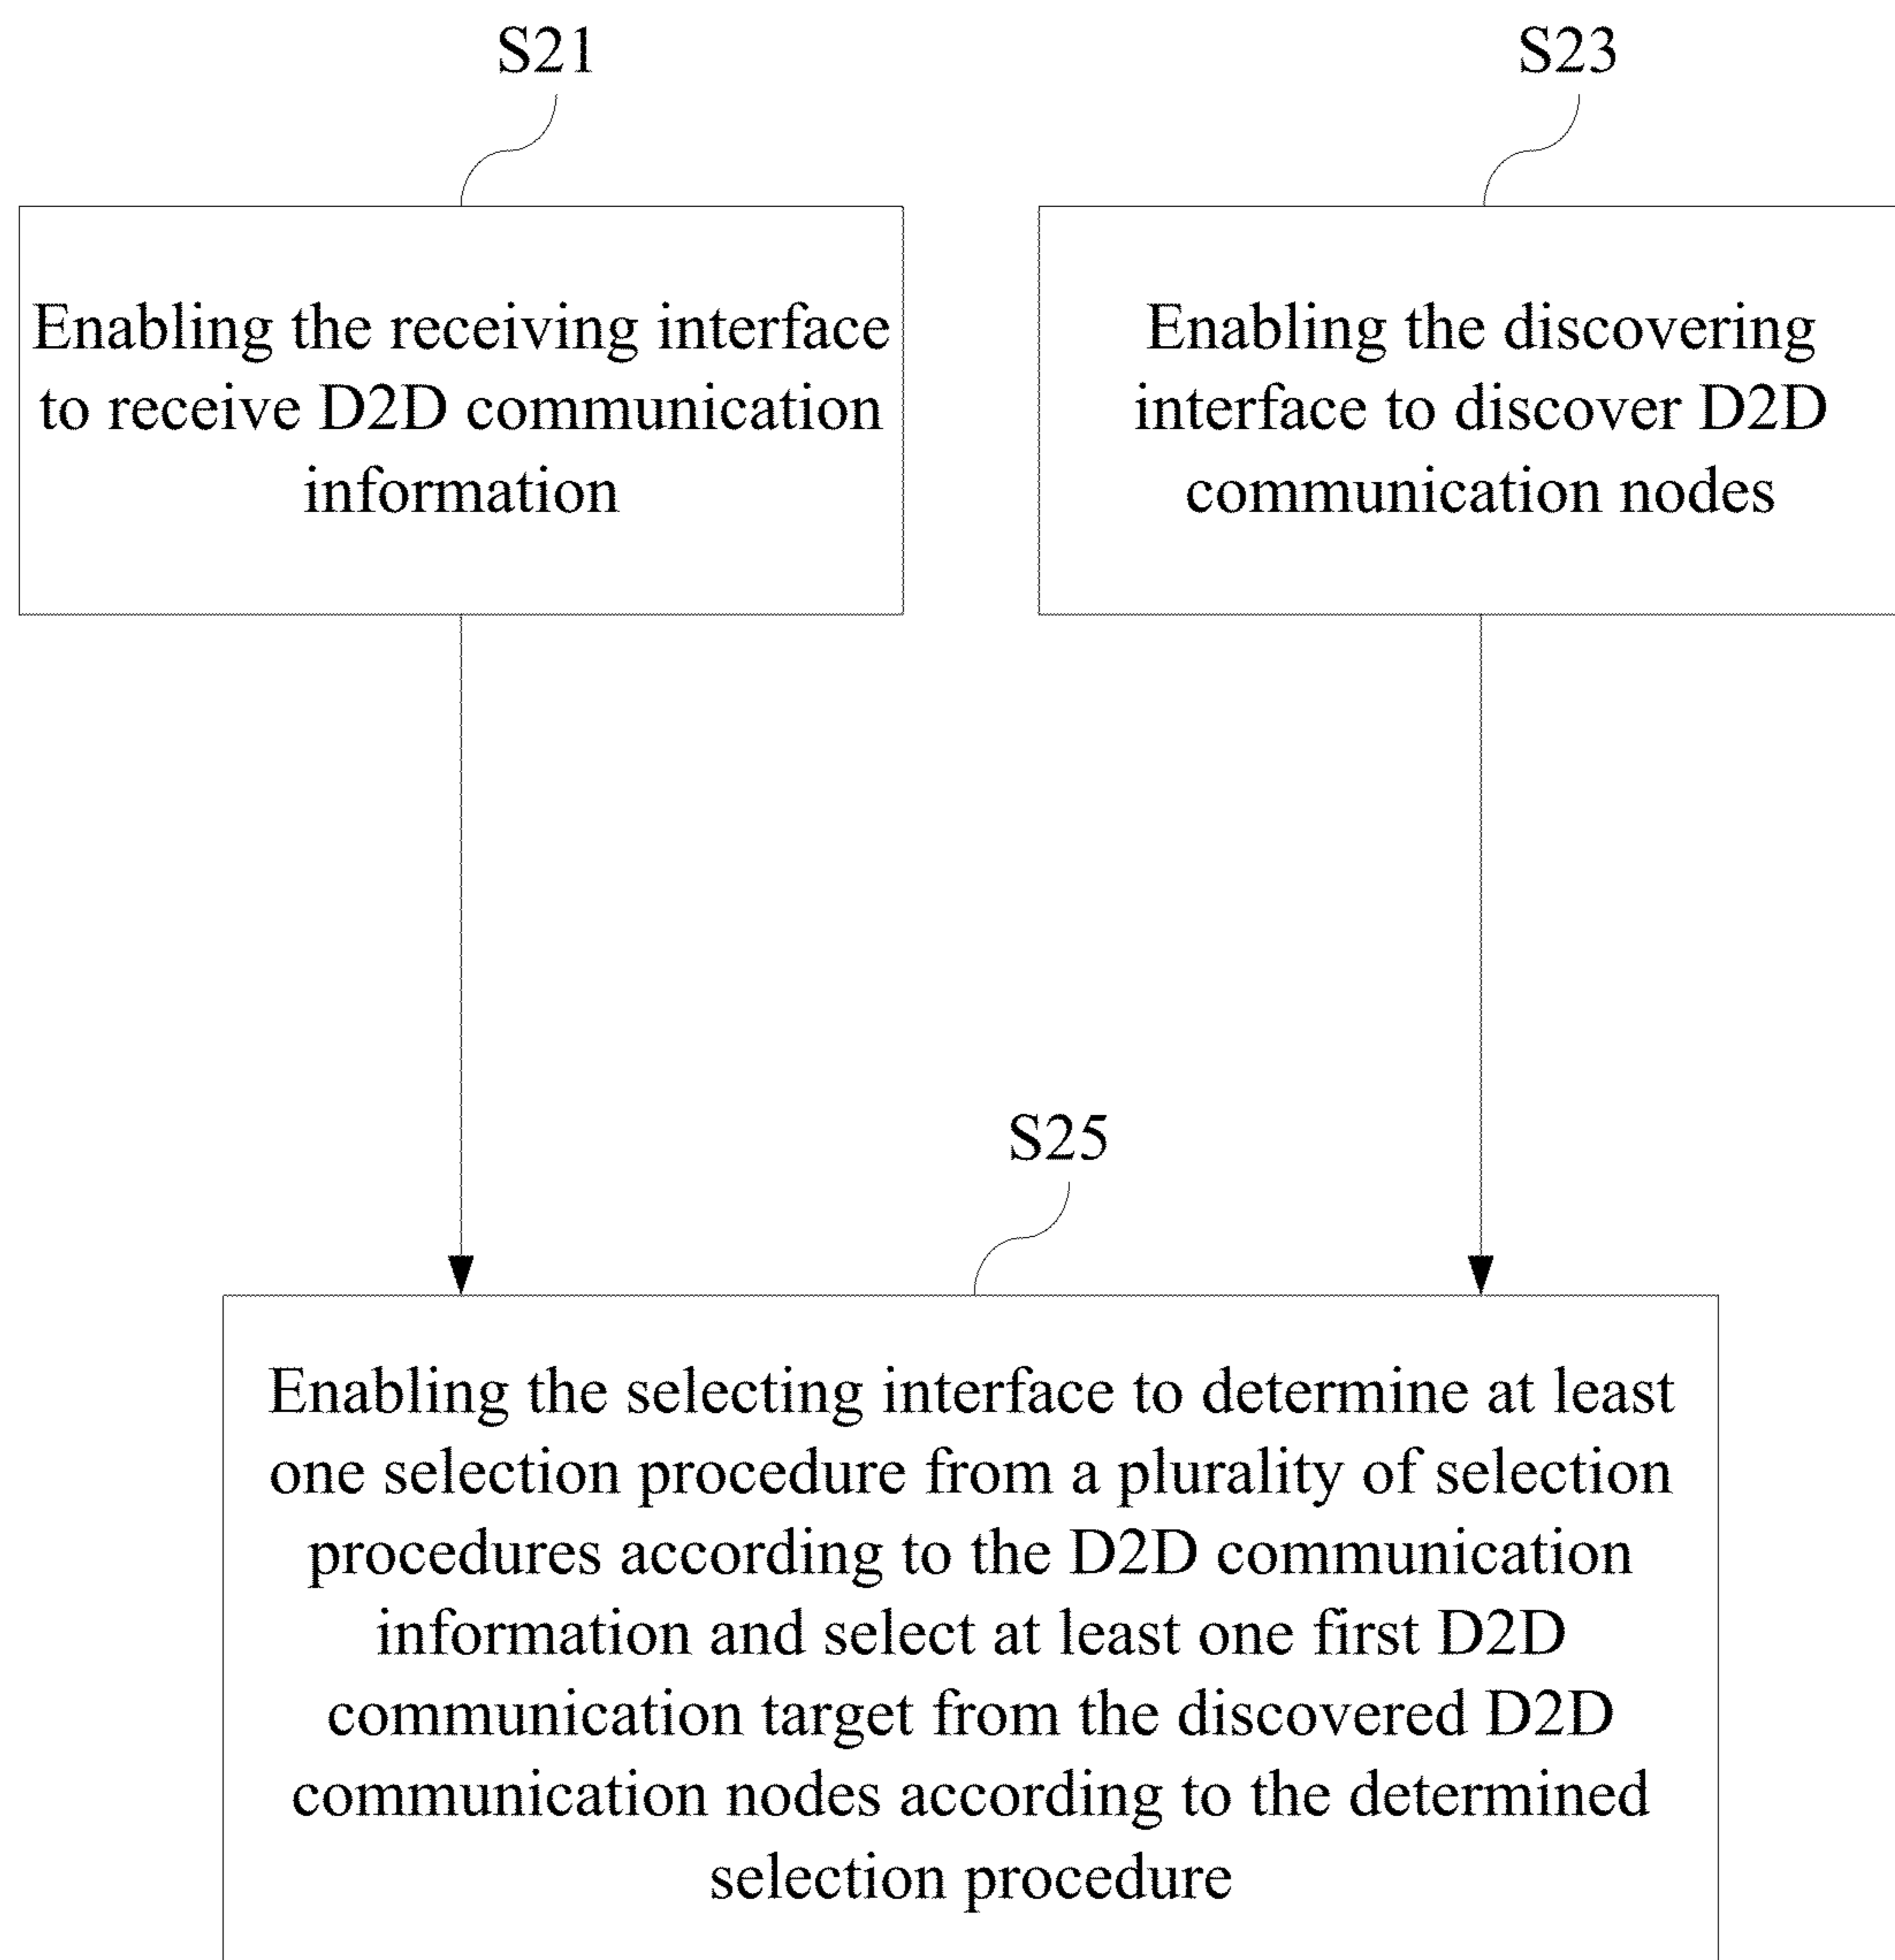 S21
S23
Enabling the receiving interface
to receive D2D communication
information
Enabling the discovering
interface to discover D2D
communication nodes
S25
Enabling the selecting interface to determine at least
one selection procedure from a plurality of selection
procedures according to the D2D communication
information and select at least one first D2D
communication target from the discovered D2D
communication nodes according to the determined
selection procedure